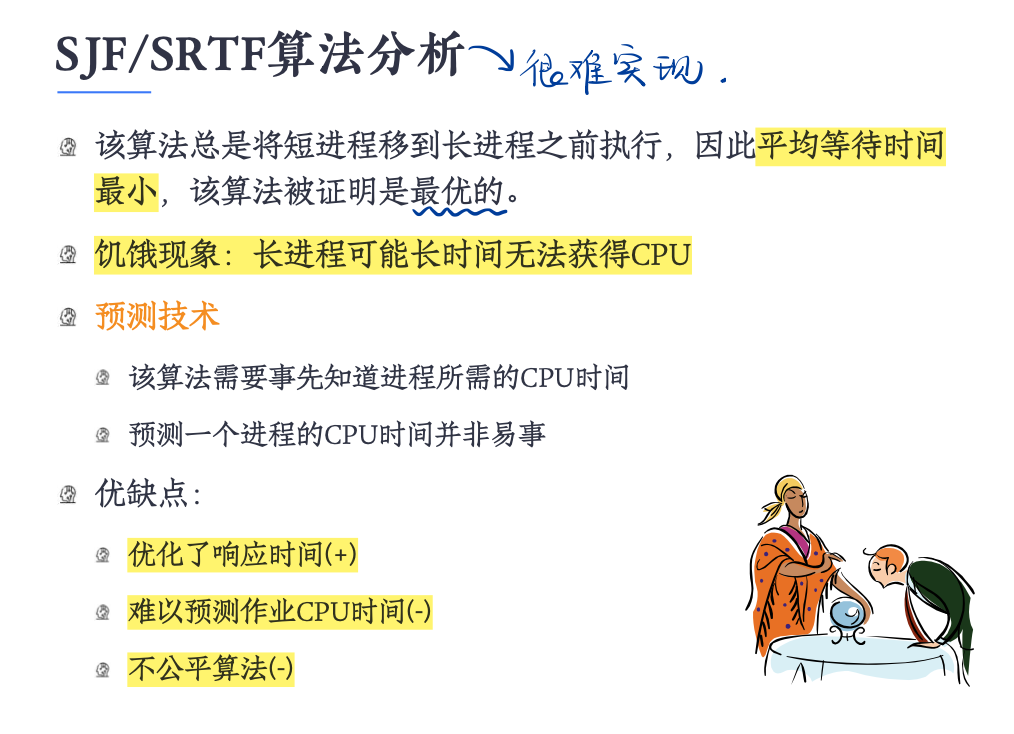 SJF/SRTF算法分析
很难实现.
该算法总是将短进程移到长进程之前执行，因此平均等待时间
最小，该算法被证明是最优的。
饥饿现象：长进程可能长时间无法获得CPU
预测技术
该算法需要事先知道进程所需的CPU时间
预测一个进程的CPU时间并非易事
优缺点：
优化了响应时间(+)
难以预测作业CPU时间(-)
不公平算法(-)